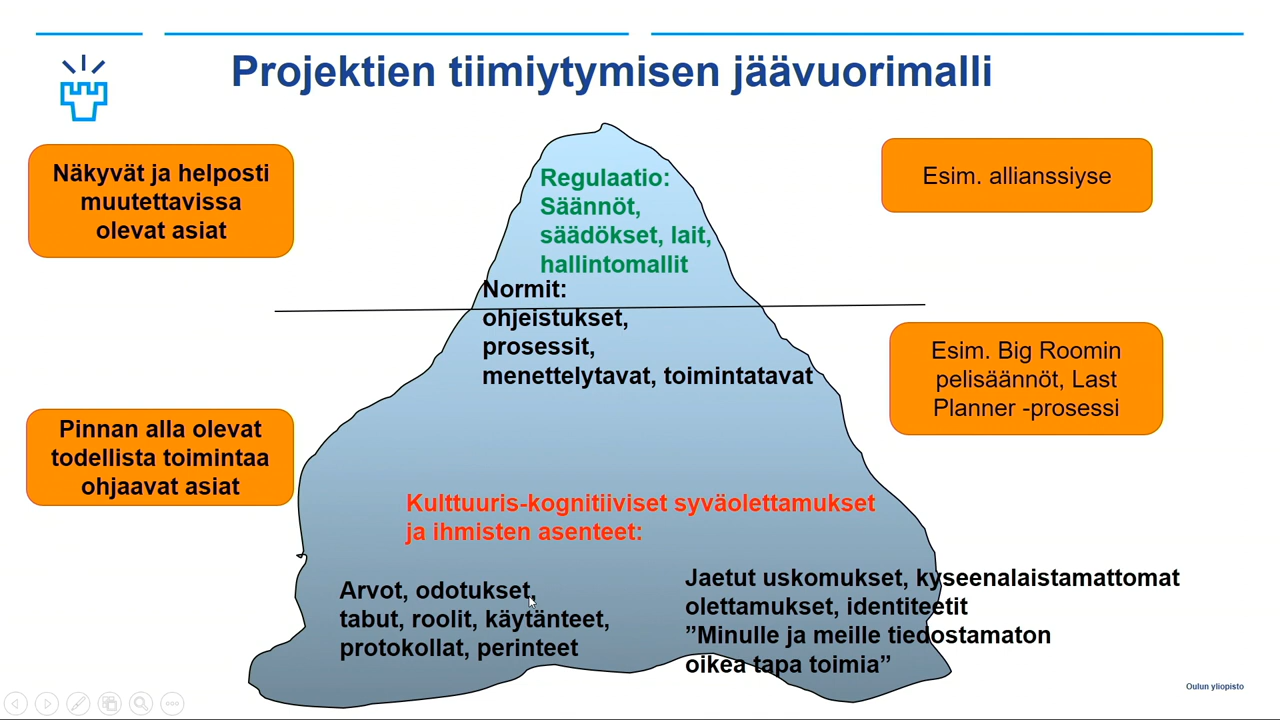 Projektien tiimiytymisen jäävuorimalli
Näkyvät ja helposti
muutettavissa
olevat asiat
Regulaatio:
Säännöt,
säädökset, lait,
hallintomallit
Esim. allianssiyse
Normit:
ohjeistukset,
prosessit,
menettelytavat, toimintatavat
Esim. Big Roomin
pelisäännöt, Last
Planner -prosessi
Pinnan alla olevat
todellista toimintaa
ohjaavat asiat
Kulttuuris-kognitiiviset syväolettamukset
ja ihmisten asenteet:
Arvot, odotukset,
tabut, roolit, käytänteet,
protokollat, perinteet
Jaetut uskomukset, kyseenalaistamattomat
olettamukset, identiteetit
”Minulle ja meille tiedostamaton
oikea tapa toimia”
Oulun yliopisto